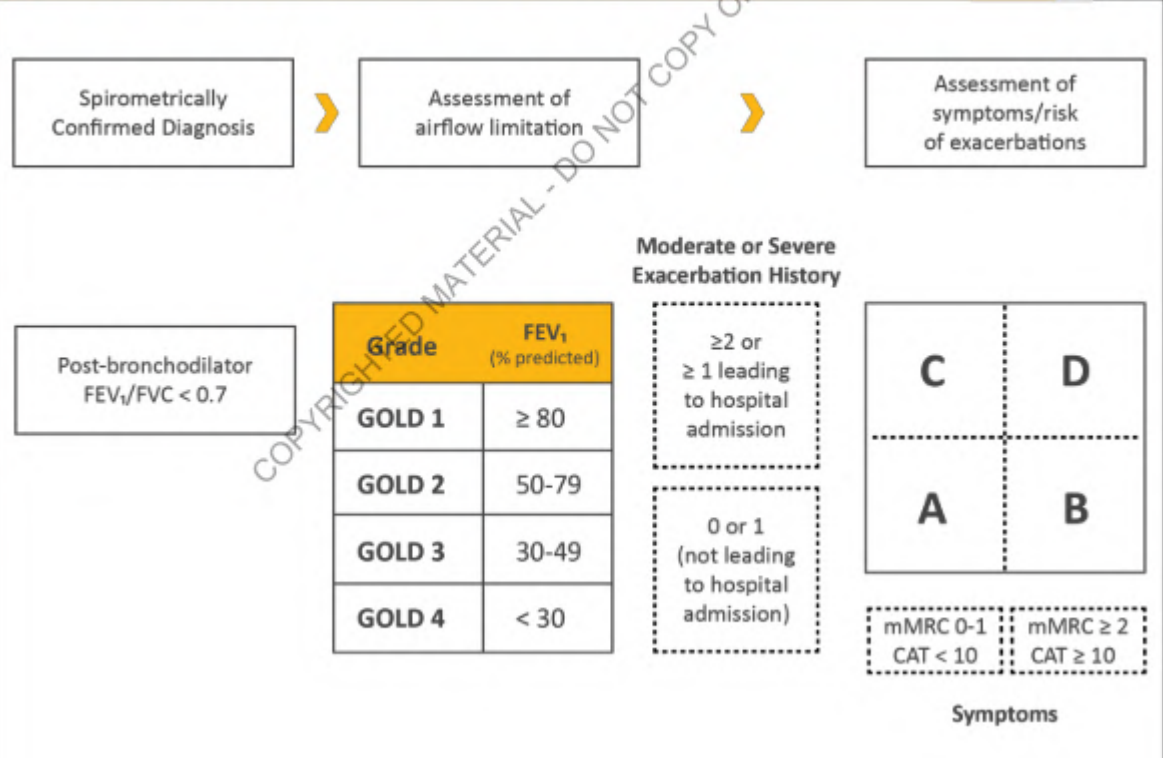 Spirometrically
Confirmed Diagnosis
Assessment of
airflow limitation
Assessment of
symptoms/risk
of exacerbations
COPYRIGHTED MATERIAL - DO NOT COPY
Moderate or Severe
Exacerbation History
Post-bronchodilator
FEV₁/FVC < 0.7
Grade
FEV₁
(% predicted)
GOLD 1
≥ 80
GOLD 2
50-79
GOLD 3
30-49
GOLD 4
< 30
≥2 or
≥ 1 leading
to hospital
admission
0 or 1
(not leading
to hospital
admission)
C
D
A
B
mMRC 0-1
CAT < 10
mMRC ≥ 2
CAT ≥ 10
Symptoms